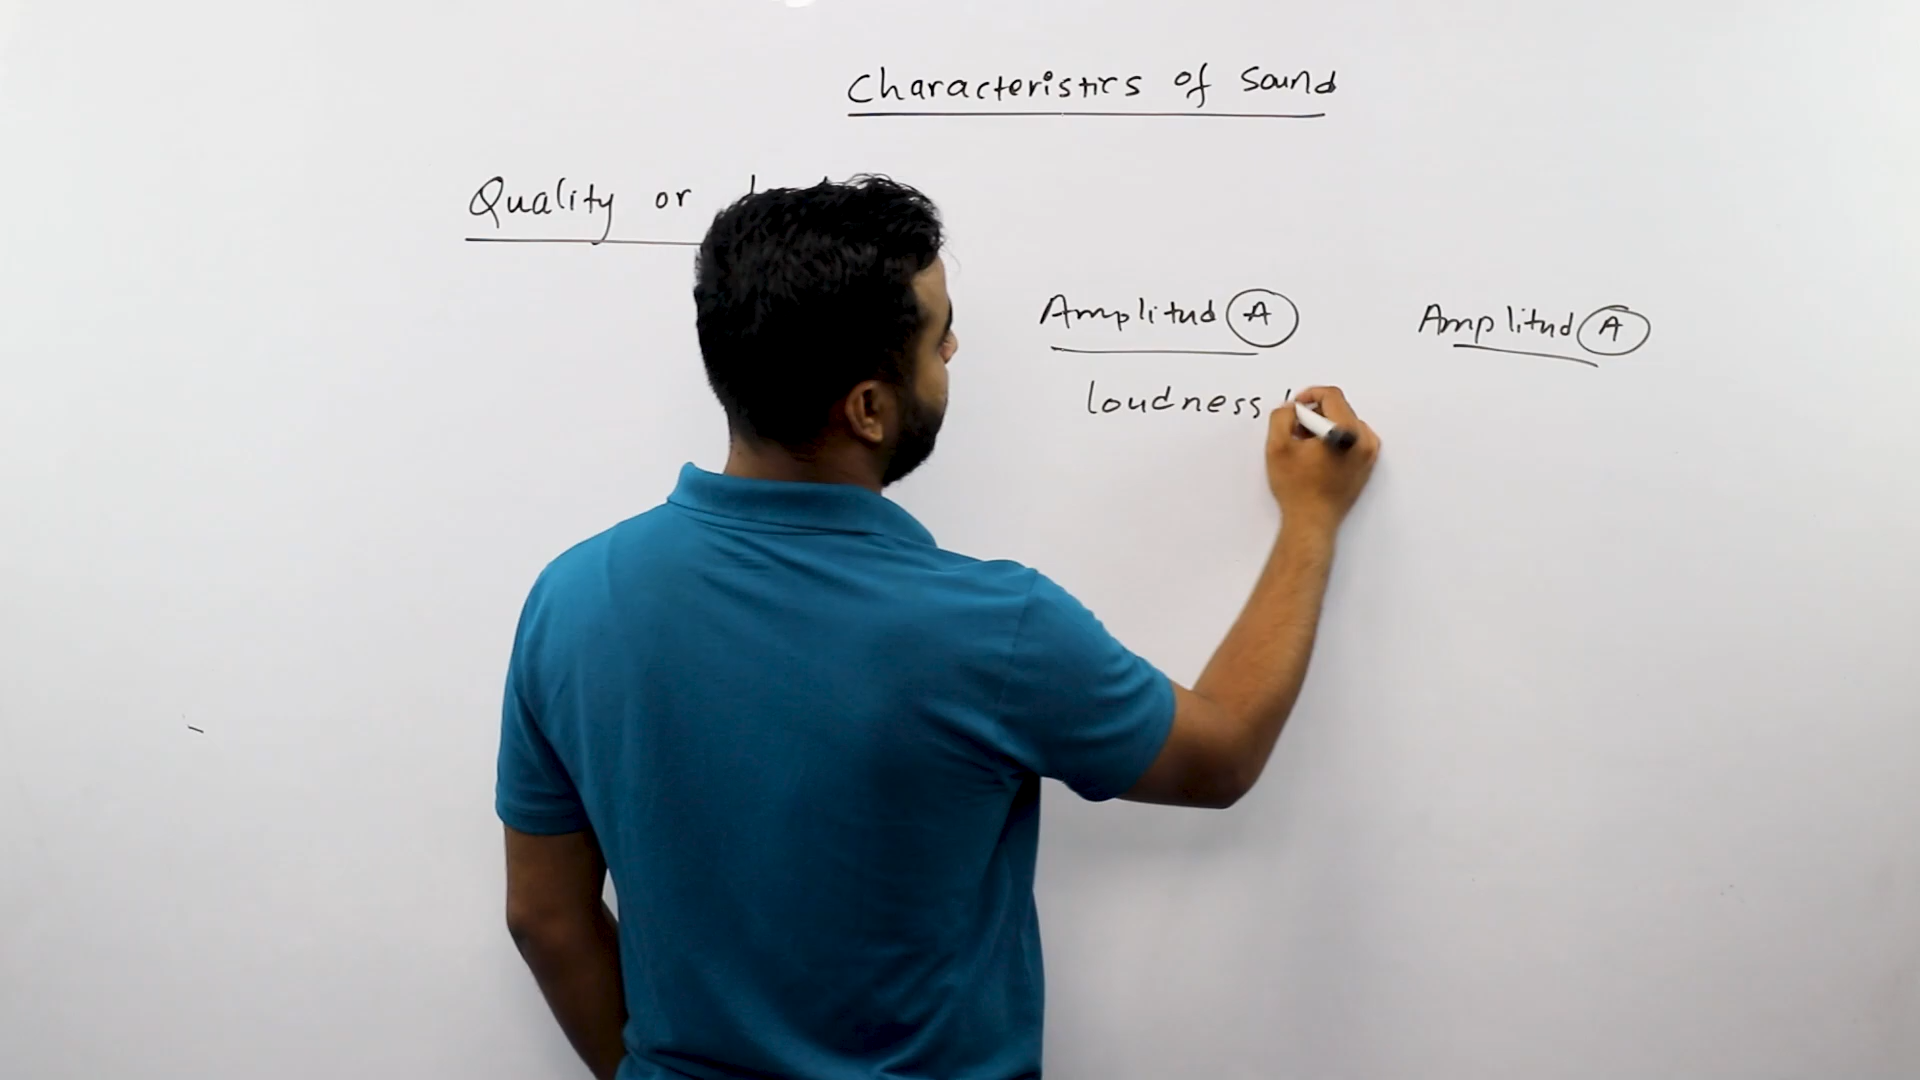 Characteristics of Sound
Quality or
Amplitud A
Amplitud A
loudness